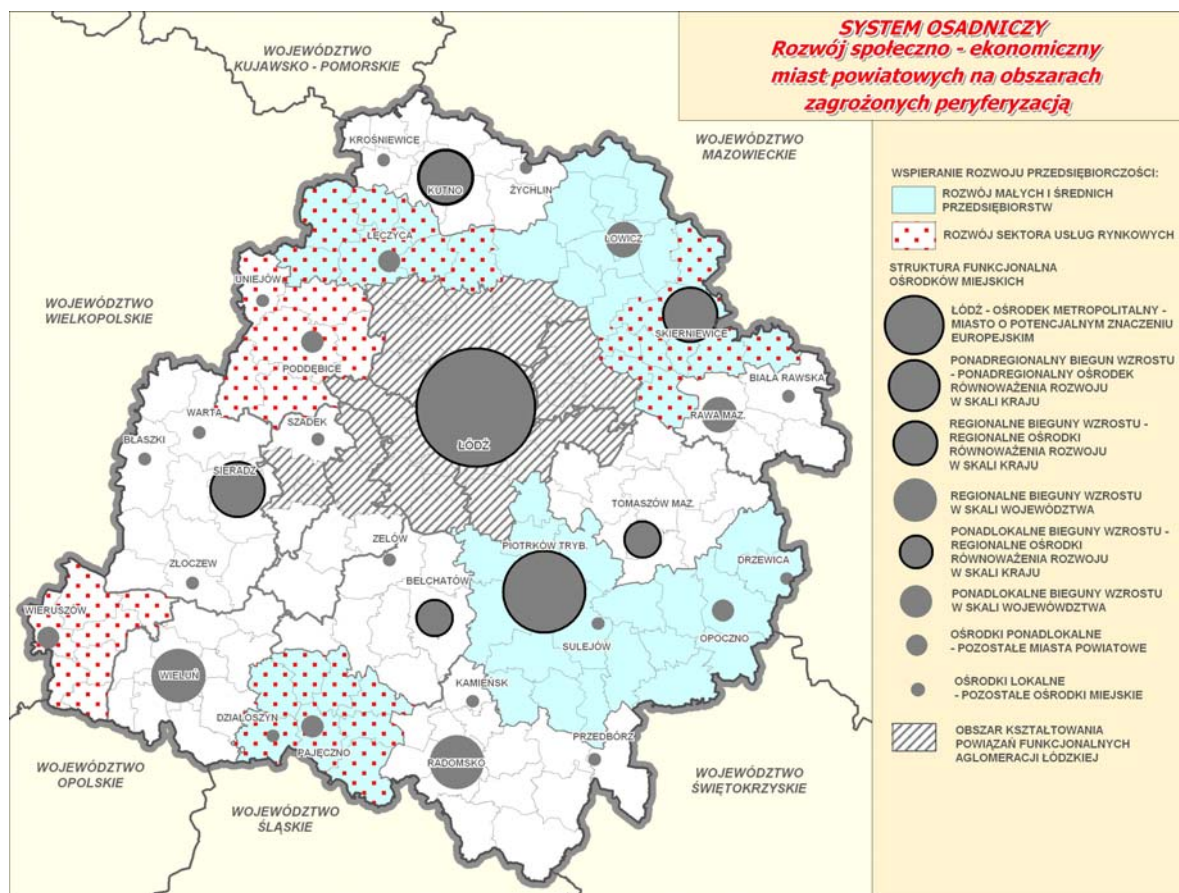 SYSTEM OSADNICZY
Rozwój społeczno - ekonomiczny
miast powiatowych na obszarach
zagrożonych peryferyzacją
WOJEWÓDZTWO
KUJAWSKO - POMORSKIE
WOJEWÓDZTWO
MAZOWIECKIE
KROŚNIEWICE
KUTNO
ŻYCHLIN
ŁOWICZ
ŁĘCZYCA
UNIEJÓW
WOJEWÓDZTWO
WIELKOPOLSKIE
SKIERNIEWICE
PODDĘBICE
BIAŁA RAWSKA
WARTA
SZADEK
RAWA MAZ.
BŁASZKI
ŁÓDŹ
SIERADZ
TOMASZÓW MAZ.
ZELÓW
PIOTRKÓW TRYB.
DRZEWICA
ZŁOCZEW
BEŁCHATÓW
WIERUSZÓW
OPOCZNO
SULEJÓW
WIELUŃ
KAMIEŃSK
DZIAŁOSZYN
PRZEDBÓRZ
PAJĘCZNO
RADOMSKO
WOJEWÓDZTWO
OPOLSKIE
WOJEWÓDZTWO
ŚLĄSKIE
WOJEWÓDZTWO
ŚWIĘTOKRZYSKIE
WSPIERANIE ROZWOJU PRZEDSIĘBIORCZOŚCI:
ROZWÓJ MAŁYCH I ŚREDNICH
PRZEDSIĘBIORSTW
ROZWÓJ SEKTORA USŁUG RYNKOWYCH
STRUKTURA FUNKCJONALNA
OŚRODKÓW MIEJSKICH
ŁÓDŹ - OŚRODEK METROPOLITALNY -
MIASTO O POTENCJALNYM ZNACZENIU
EUROPEJSKIM
PONADREGIONALNY BIEGUN WZROSTU
- PONADREGIONALNY OŚRODEK
RÓWNOWAŻENIA ROZWOJU
W SKALI KRAJU
REGIONALNE BIEGUNY WZROSTU -
REGIONALNE OŚRODKI
RÓWNOWAŻENIA ROZWOJU
W SKALI KRAJU
REGIONALNE BIEGUNY WZROSTU
W SKALI WOJEWÓDZTWA
PONADLOKALNE BIEGUNY WZROSTU -
REGIONALNE OŚRODKI
RÓWNOWAŻENIA ROZWOJU
W SKALI KRAJU
PONADLOKALNE BIEGUNY WZROSTU
W SKALI WOJEWÓWDZTWA
OŚRODKI PONADLOKALNE
- POZOSTAŁE MIASTA POWIATOWE
OŚRODKI LOKALNE
- POZOSTAŁE OŚRODKI MIEJSKIE
OBSZAR KSZTAŁTOWANIA
POWIĄZAŃ FUNKCJONALNYCH
AGLOMERACJI ŁÓDZKIEJ